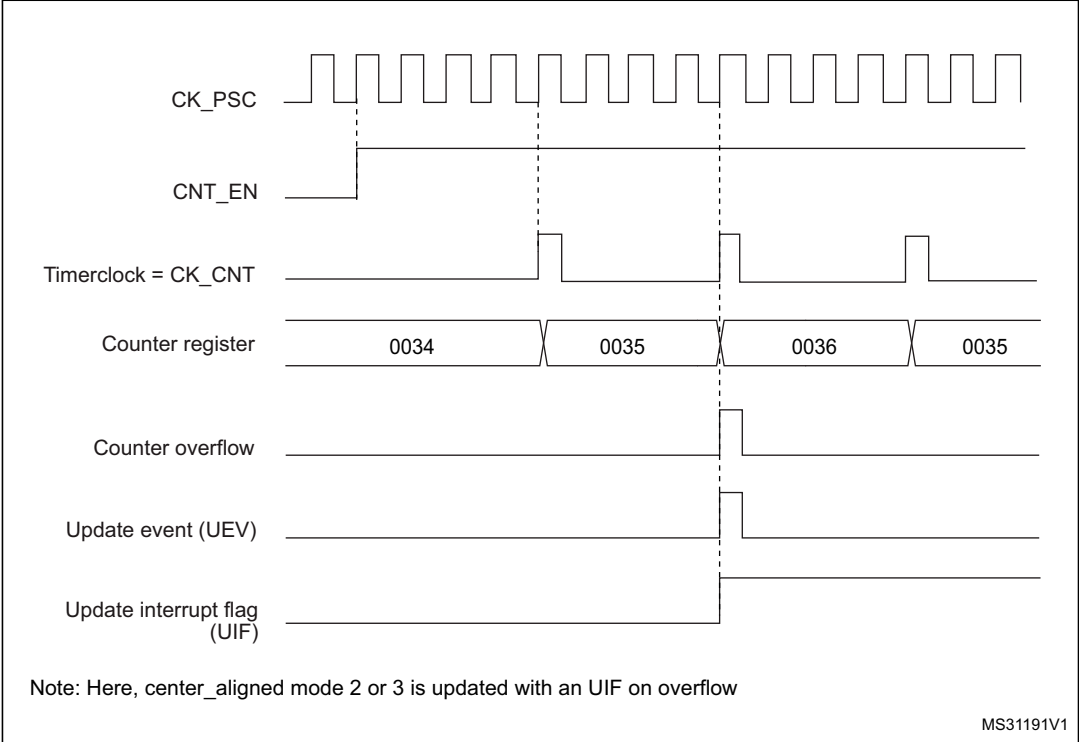 CK_PSC
CNT_EN
Timerclock = CK_CNT
Counter register
0034
0035
0036
0035
Counter overflow
Update event (UEV)
Update interrupt flag
(UIF)
Note: Here, center_aligned mode 2 or 3 is updated with an UIF on overflow
MS31191V1